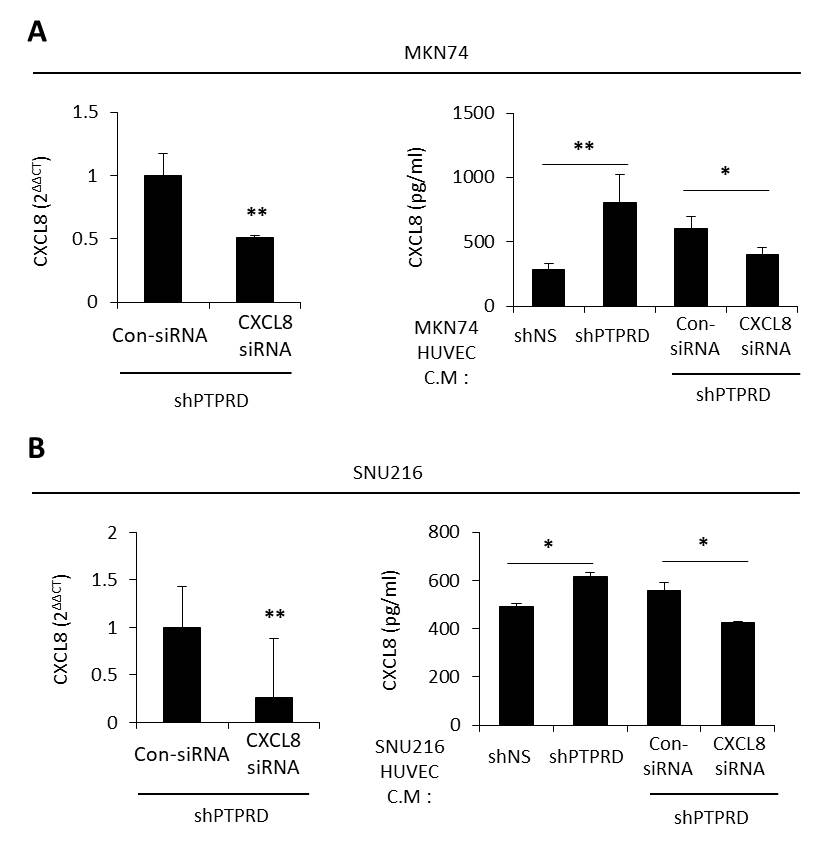 A
MKN74
CXCL8 (2ΔΔCT)
1.5
1
0.5
0
**
Con-siRNA
CXCL8
siRNA
shPTPRD
CXCL8 (pg/ml)
1500
1000
500
0
**
*
MKN74
HUVEC
C.M :
shNS
shPTPRD
Con-
siRNA
CXCL8
siRNA
shPTPRD
B
SNU216
CXCL8 (2ΔΔCT)
2
1.5
1
0.5
0
**
Con-siRNA
CXCL8
siRNA
shPTPRD
CXCL8 (pg/ml)
800
600
400
200
0
*
*
SNU216
HUVEC
C.M :
shNS
shPTPRD
Con-
siRNA
CXCL8
siRNA
shPTPRD